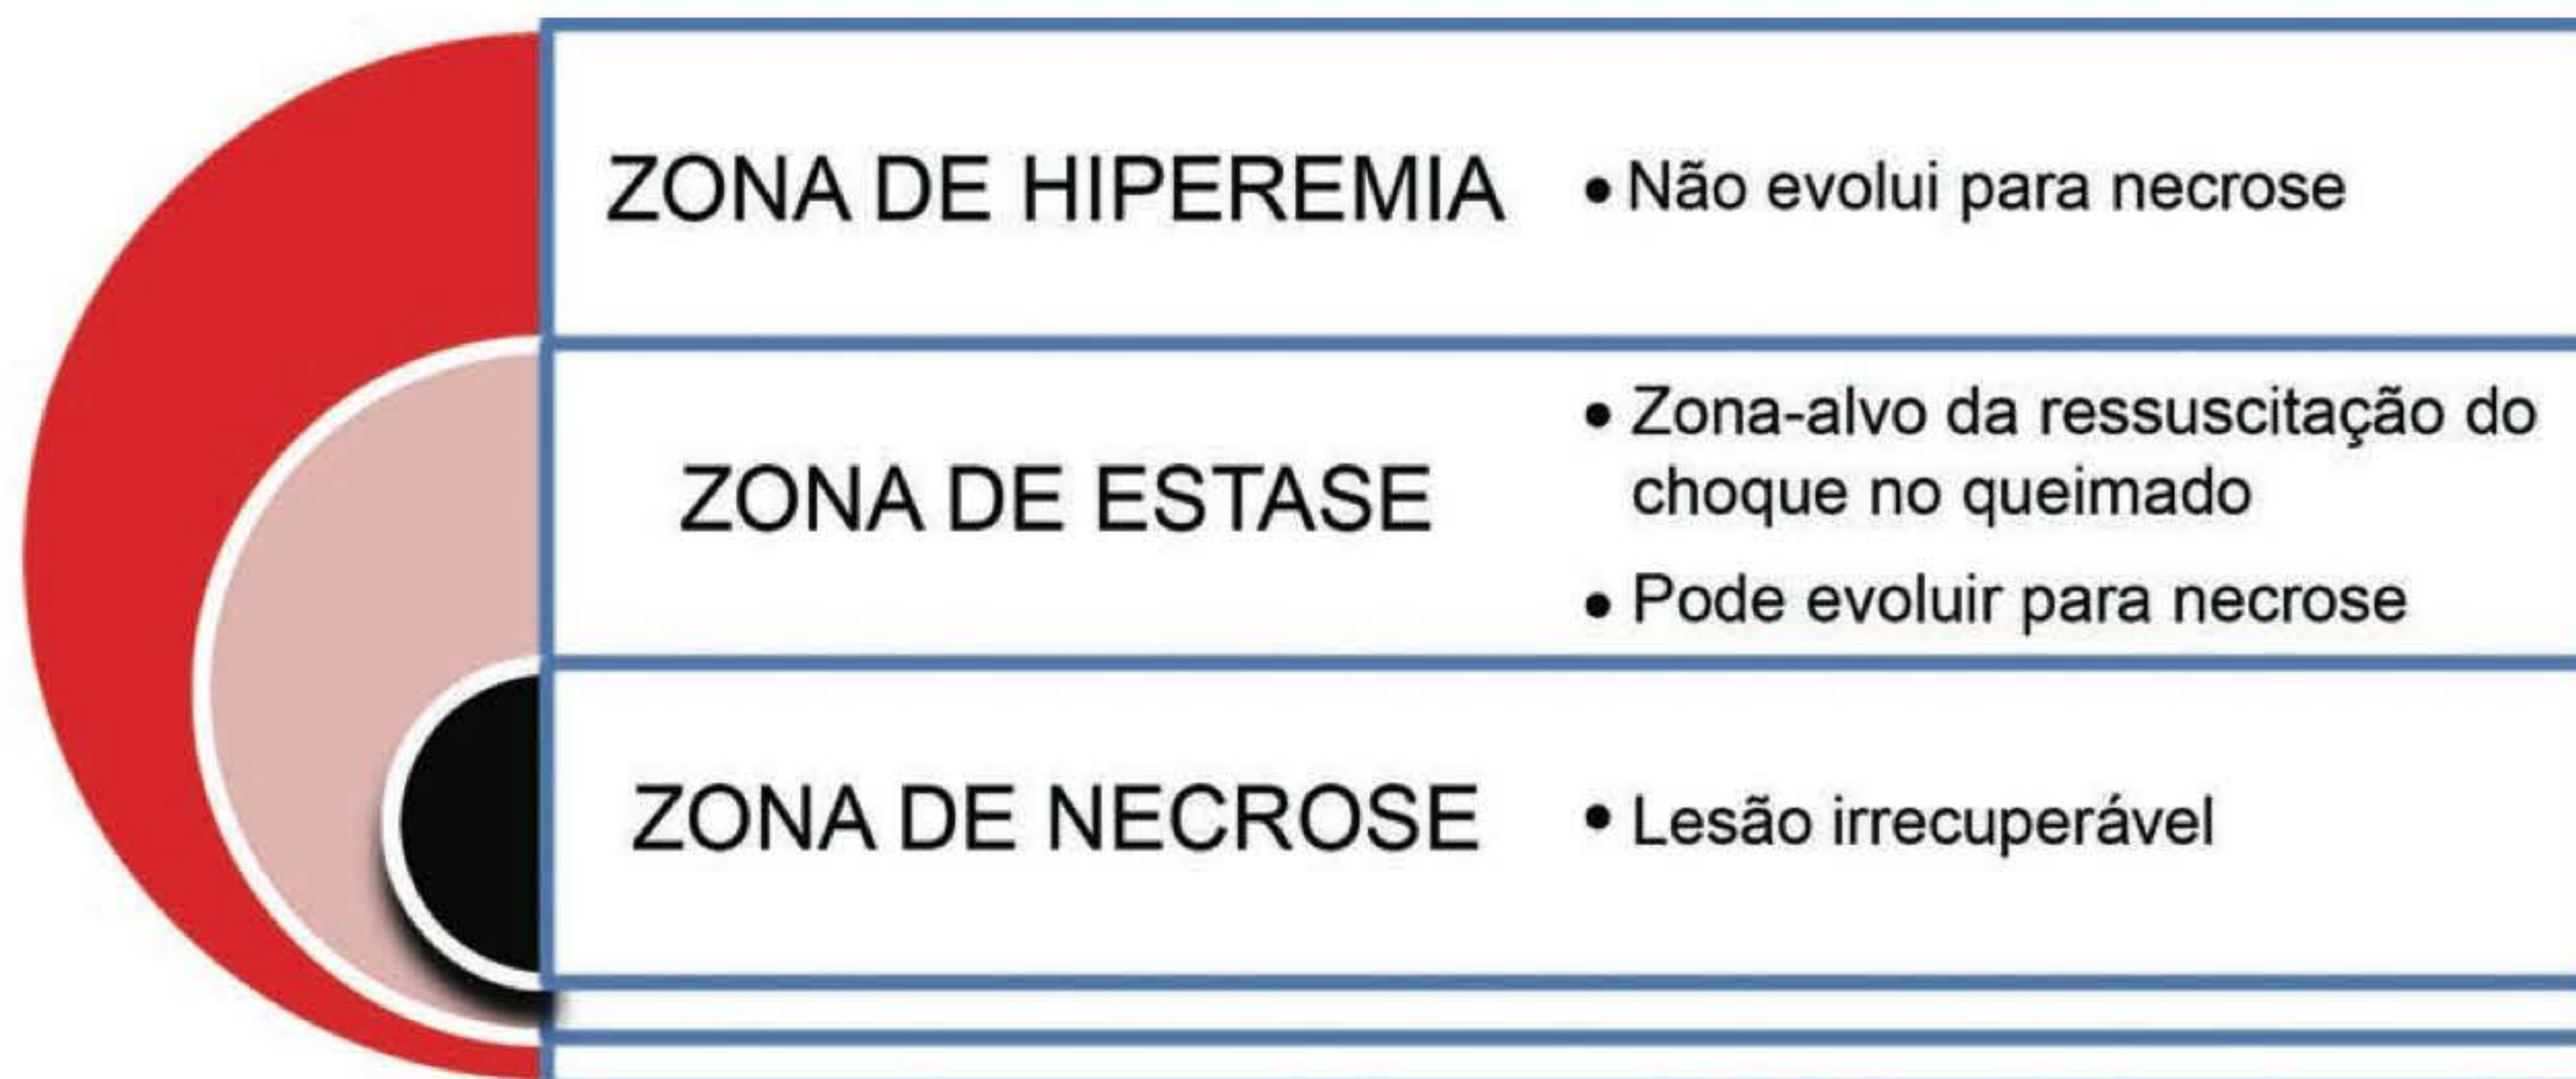 ZONA DE HIPEREMIA
• Não evolui para necrose
ZONA DE ESTASE
• Zona-alvo da ressuscitação do
choque no queimado
• Pode evoluir para necrose
ZONA DE NECROSE
• Lesão irrecuperável